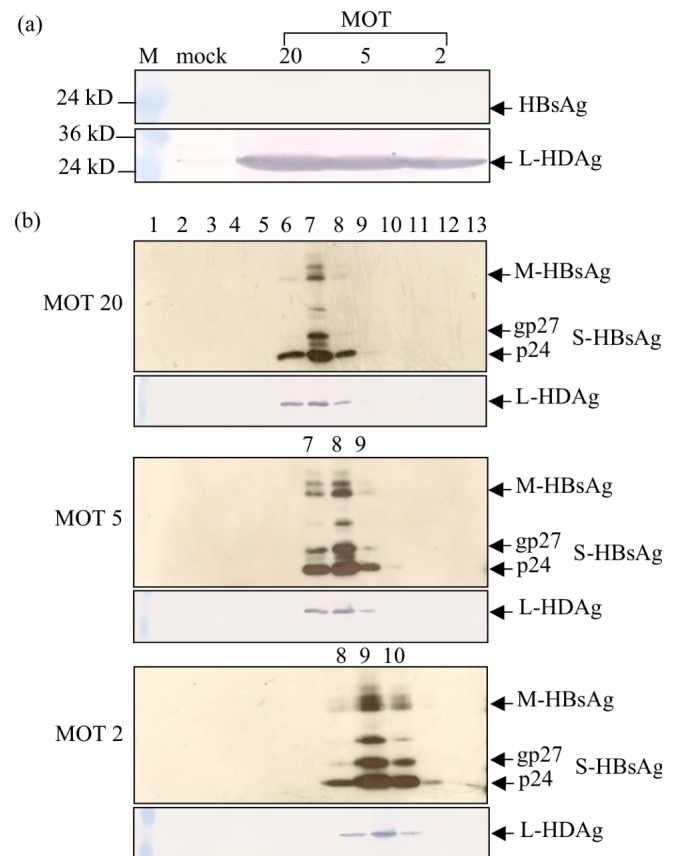 (a)
MOT
M mock 20 5 2
24 kD
HBsAg
36 kD
24 kD
L-HDAg
(b)
1 2 3 4 5 6 7 8 9 10 11 12 13
MOT 20
M-HBsAg
gp27
S-HBsAg
p24
L-HDAg
7 8 9
MOT 5
M-HBsAg
gp27
S-HBsAg
p24
L-HDAg
8 9 10
MOT 2
M-HBsAg
gp27
S-HBsAg
p24
L-HDAg